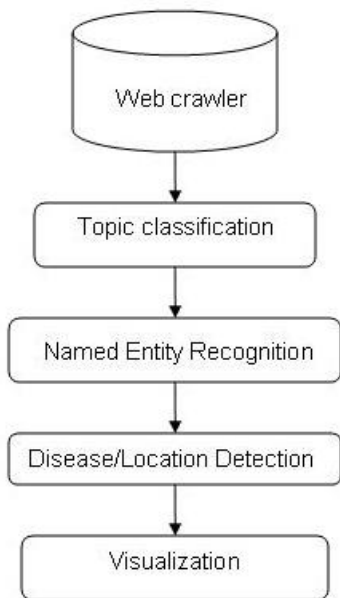 Web crawler
Topic classification
Named Entity Recognition
Disease/Location Detection
Visualization